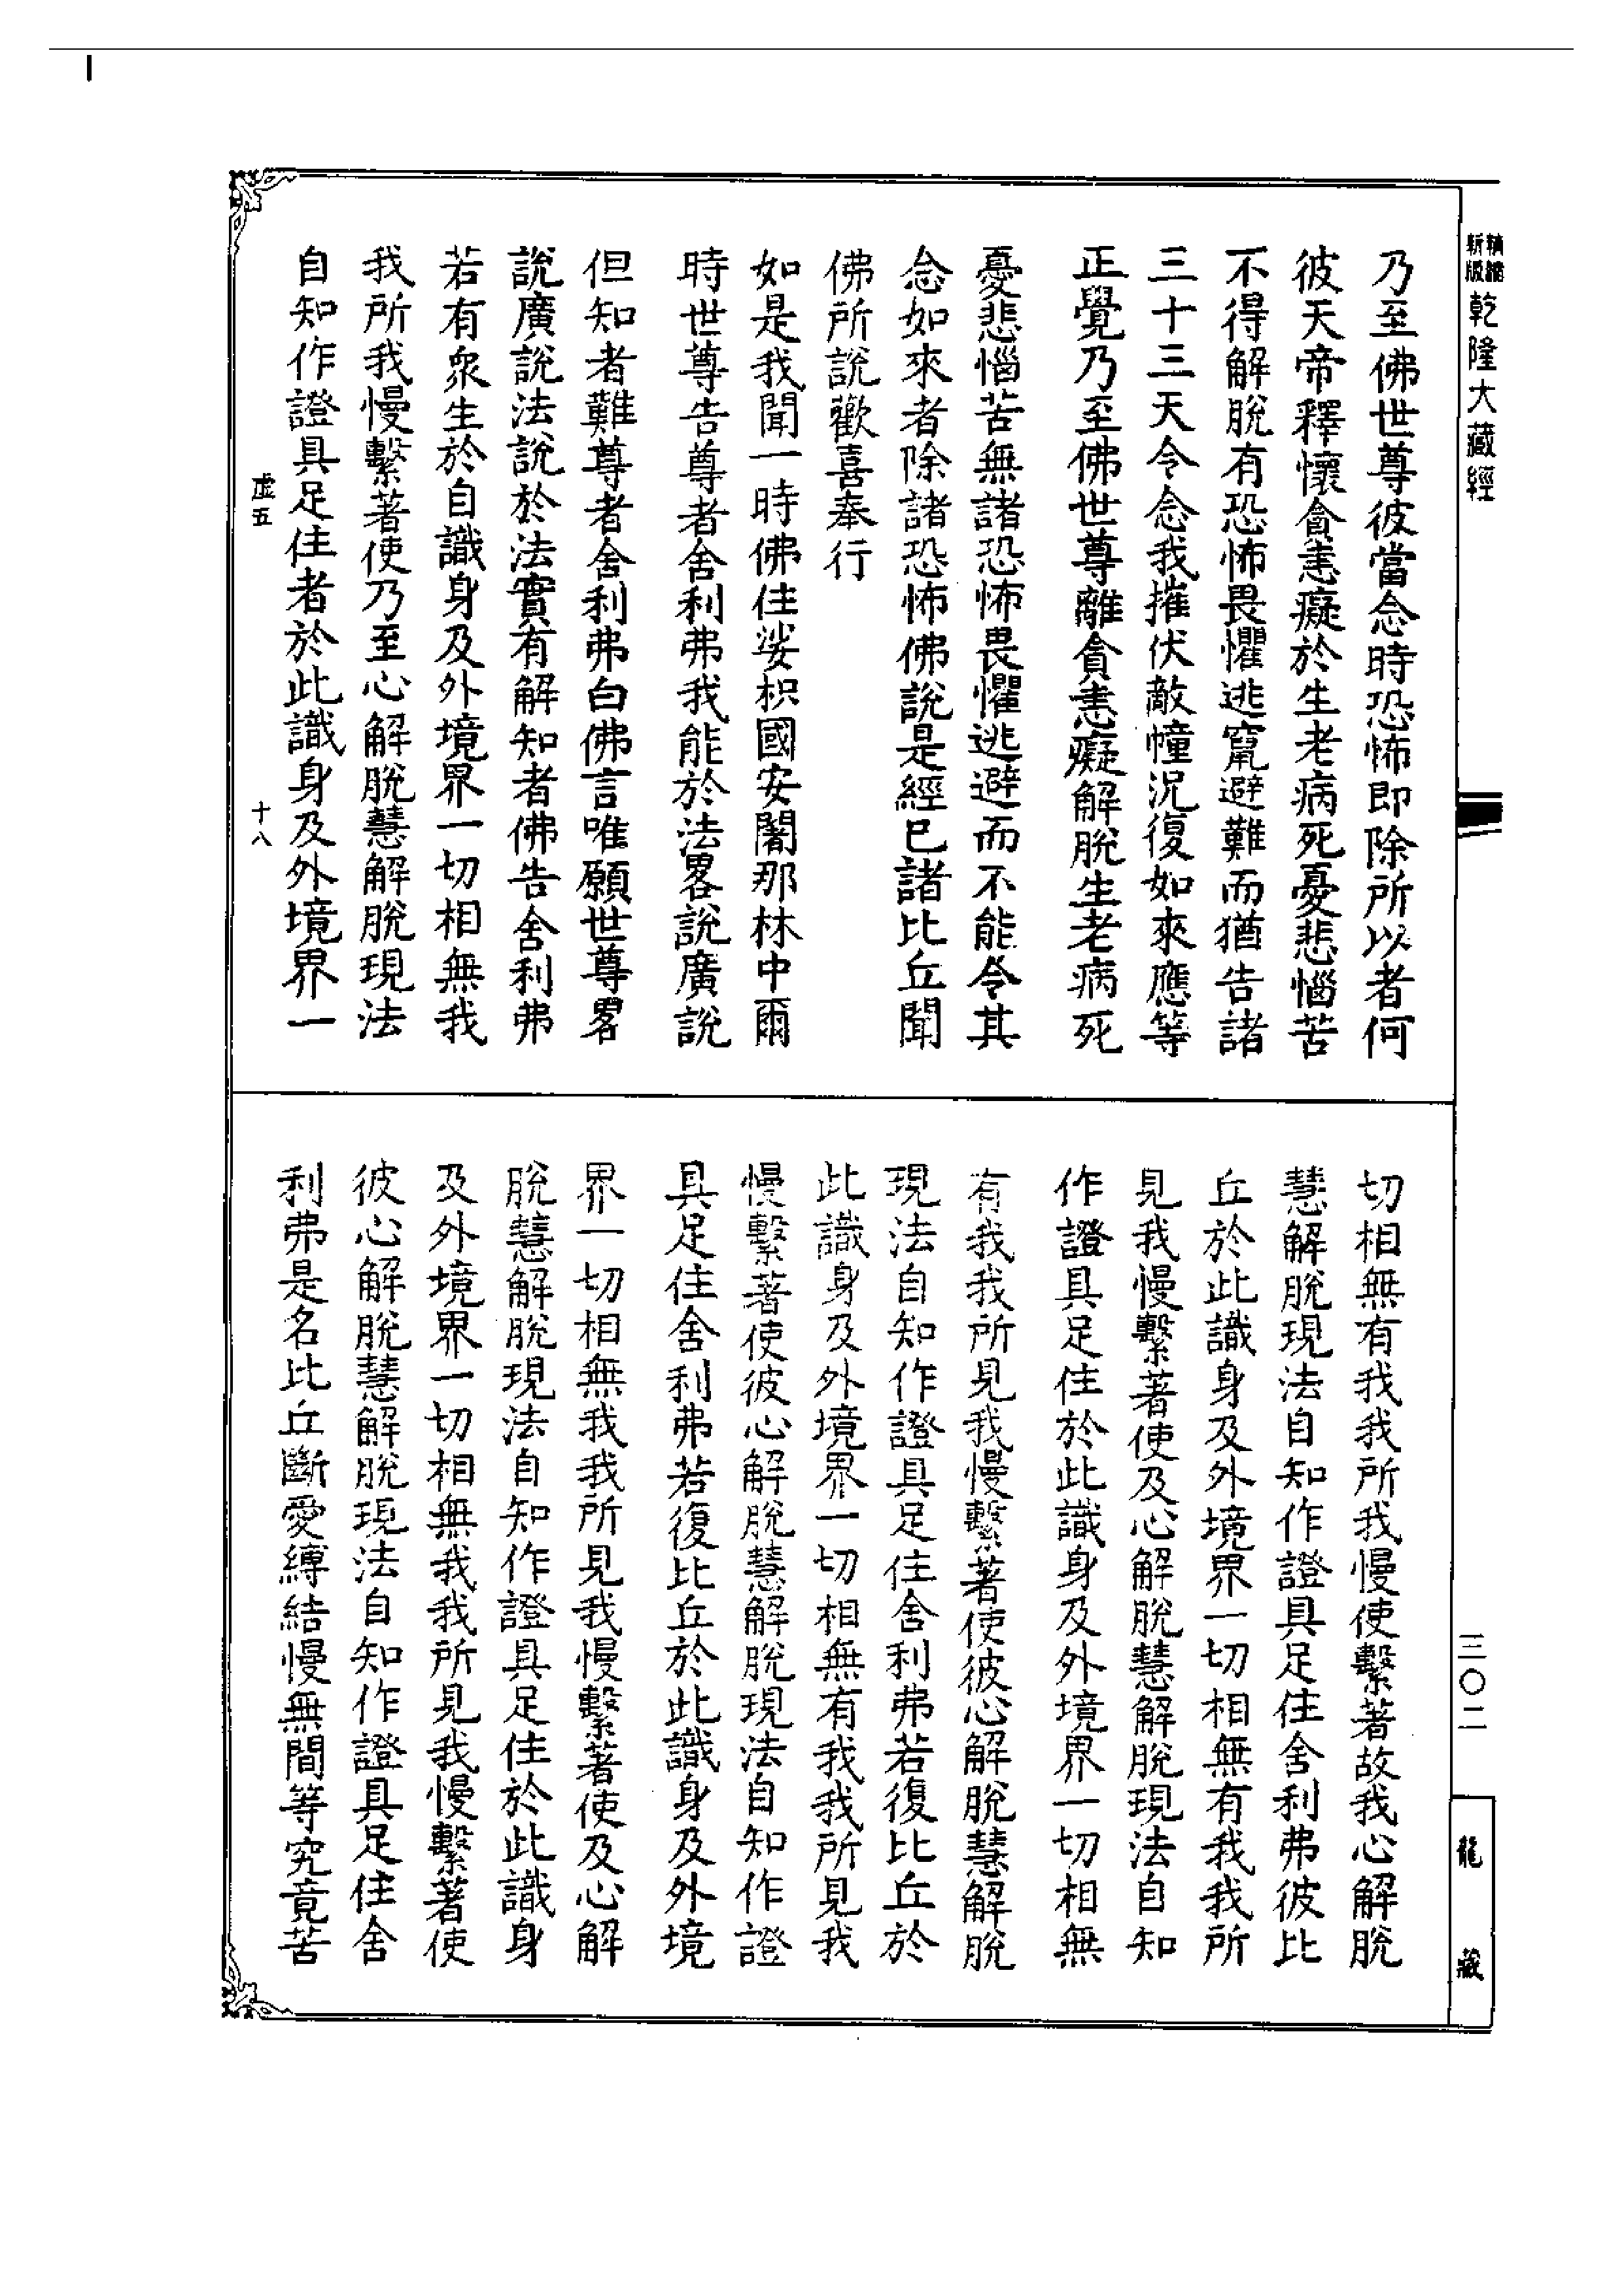 精縮新版乾隆大藏經
乃至佛世尊彼當念時恐怖即除所以者何
彼天帝釋懷貪恚癡於生老病死憂悲惱苦
不得解脫有恐怖畏懼逃竄避難而猶告諸
三十三天令念我摧伏敵幢況復如來應等
正覺乃至佛世尊離貪恚癡解脫生老病死
憂悲惱苦無諸恐怖畏懼逃避而不能令其
念如來者除諸恐怖佛說是經已諸比丘聞
佛所說歡喜奉行
如是我聞一時佛住娑枳國安闍那林中爾
時世尊告尊者舍利弗我能於法畧說廣說
但知者難尊者舍利弗白佛言唯願世尊畧
說廣說法說於法實有解知者佛告舍利弗
若有衆生於自識身及外境界一切相無我
我所我慢繫著使乃至心解脫慧解脫現法
自知作證具足住者於此識身及外境界一
虛五
十八
切相無有我我所我慢使繫著故我心解脫
慧解脫現法自知作證具足住舍利弗彼比
丘於此識身及外境界一切相無有我我所
見我慢繫著使及心解脫慧解脫現法自知
作證具足住於此識身及外境界一切相無
有我我所見我慢繫著使彼心解脫慧解脫
現法自知作證具足住舍利弗若復比丘於
此識身及外境界一切相無有我我所見我
慢繫著使彼心解脫慧解脫現法自知作證
具足住舍利弗若復比丘於此識身及外境
界一切相無我我所見我慢繫著使及心解
脫慧解脫現法自知作證具足住於此識身
及外境界一切相無我我所見我慢繫著使
彼心解脫慧解脫現法自知作證具足住舍
利弗是名比丘斷愛縛結慢無間等究竟苦
三〇二
龍藏